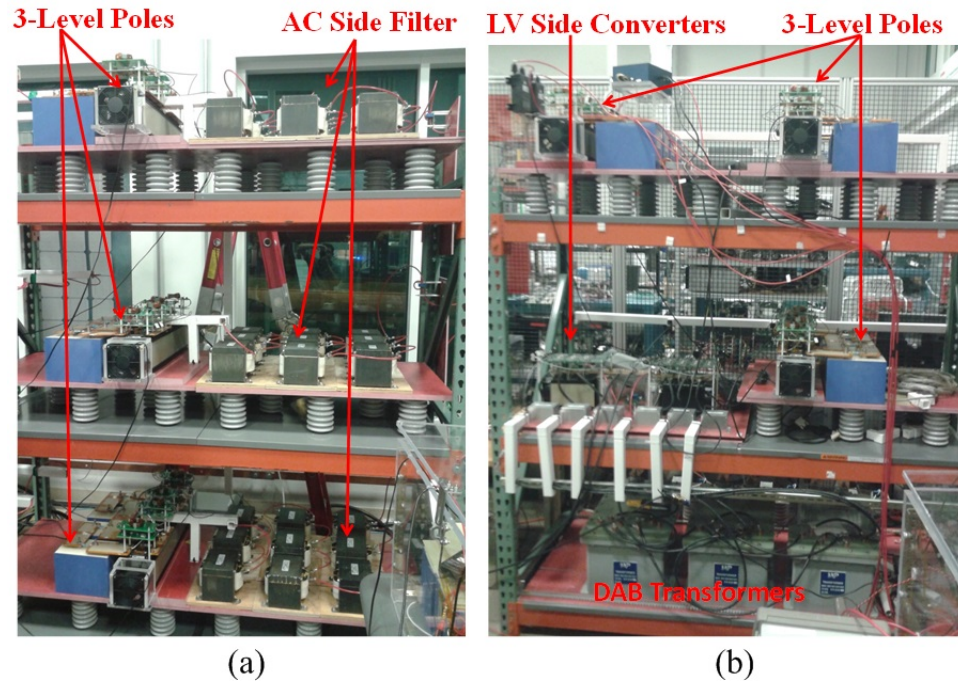 3-Level Poles
AC Side Filter
LV Side Converters
3-Level Poles
DAB Transformers
(a)
(b)